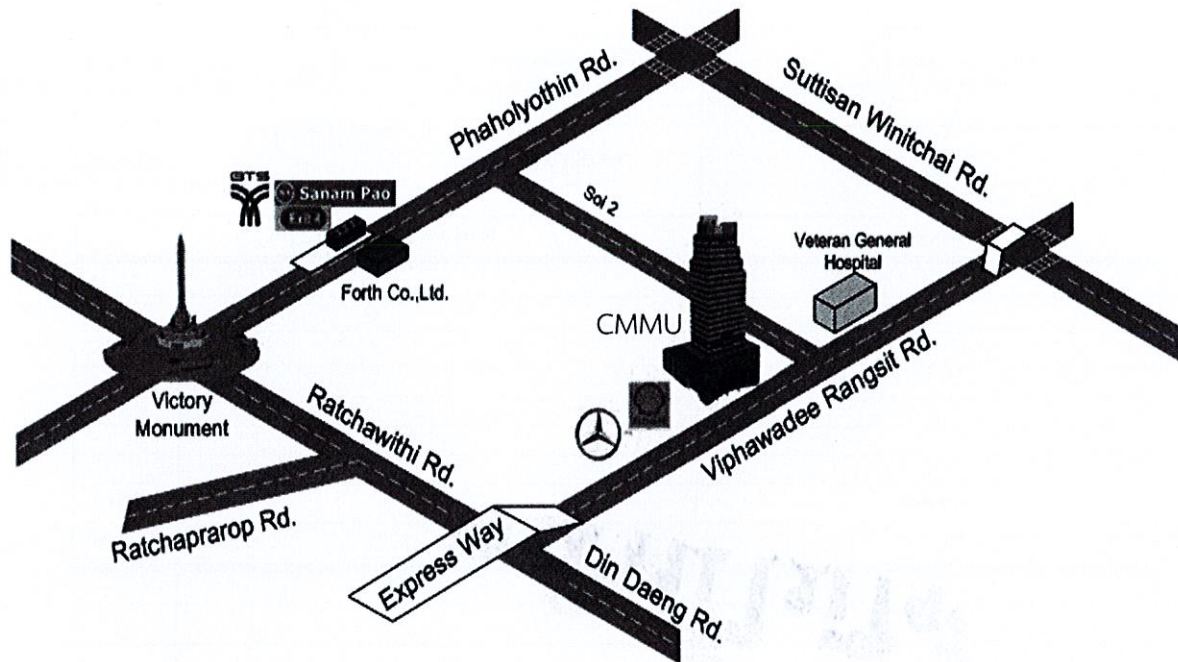 Phaholyothin Rd.
Suttisan Winitchai Rd.
BTS
Sanam Pao
Soi 2
Veteran General
Hospital
Forth Co.,Ltd.
CMMU
Victory
Monument
Ratchawithi Rd.
Viphawadee Rangsit Rd.
Ratchaprarop Rd.
Express Way
Din Daeng Rd.